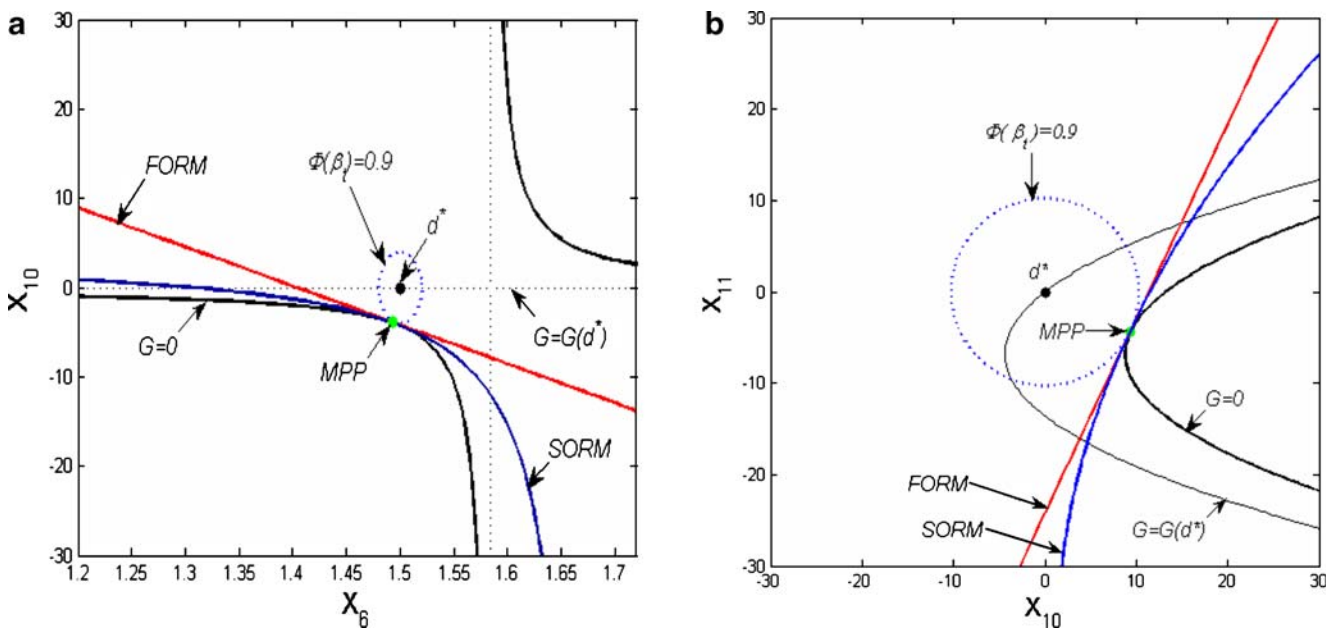 a
30
20
10
0
-10
-20
-30
X10
FORM
Φ(βt)=0.9
d*
G=0
MPP
G=G(d*)
SORM
1.2 1.25 1.3 1.35 1.4 1.45 1.5 1.55 1.6 1.65 1.7
X6
b
30
20
10
0
-10
-20
-30
X11
Φ(βt)=0.9
d*
MPP
G=0
FORM
SORM
G=G(d*)
-30 -20 -10 0 10 20 30
X10